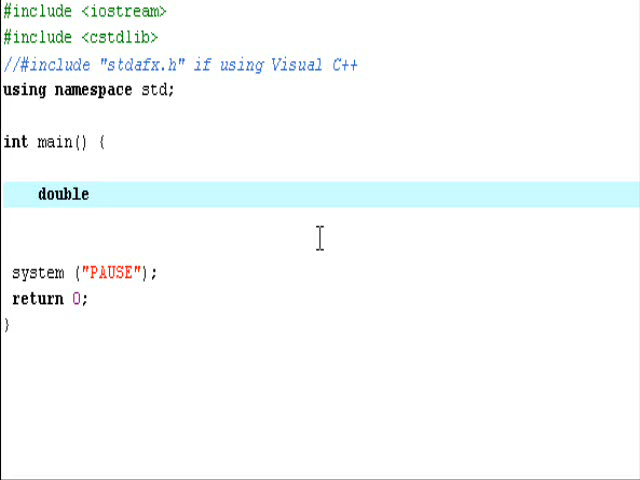 #include <iostream>
#include <cstdlib>
//#include "stdafx.h" if using Visual C++
using namespace std;
int main() {
double
system ("PAUSE");
return 0;
}